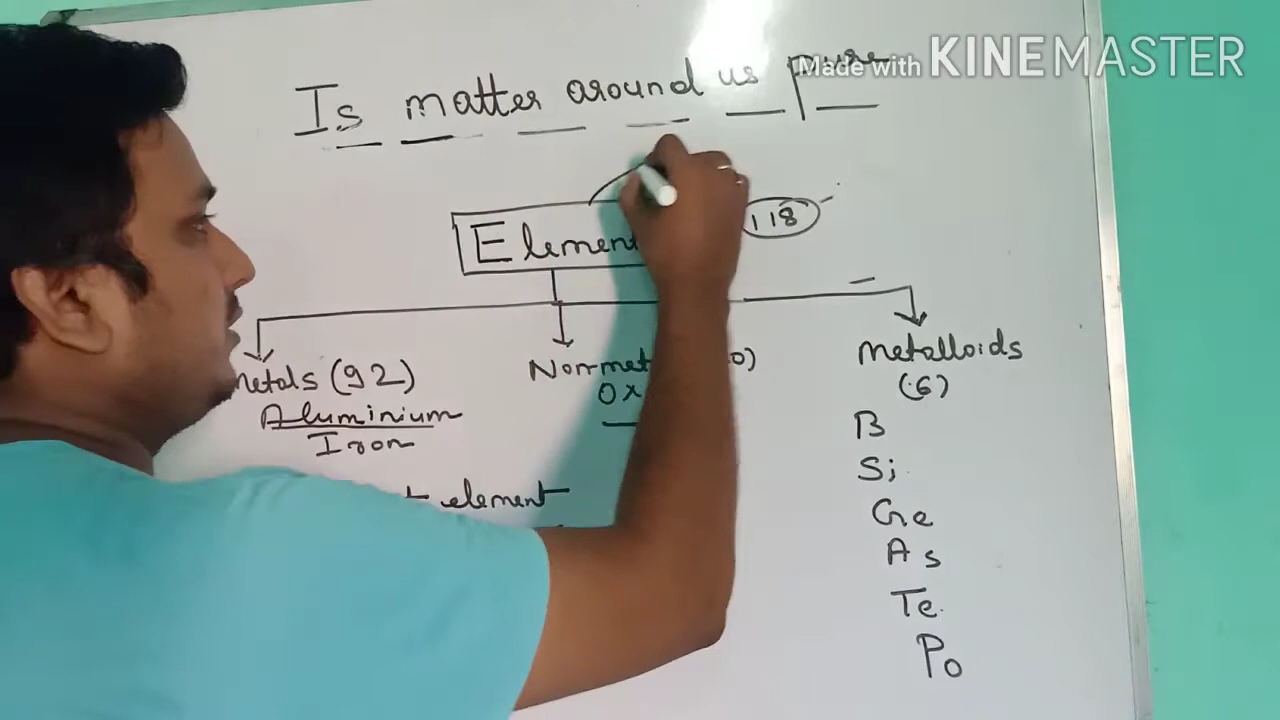 Made with KINEMASTER
Is matter around us pure
Element
118
metals (92)
Aluminium
Iron
Metalloids
(6)
B
Si
Ge
As
Te
Po
element